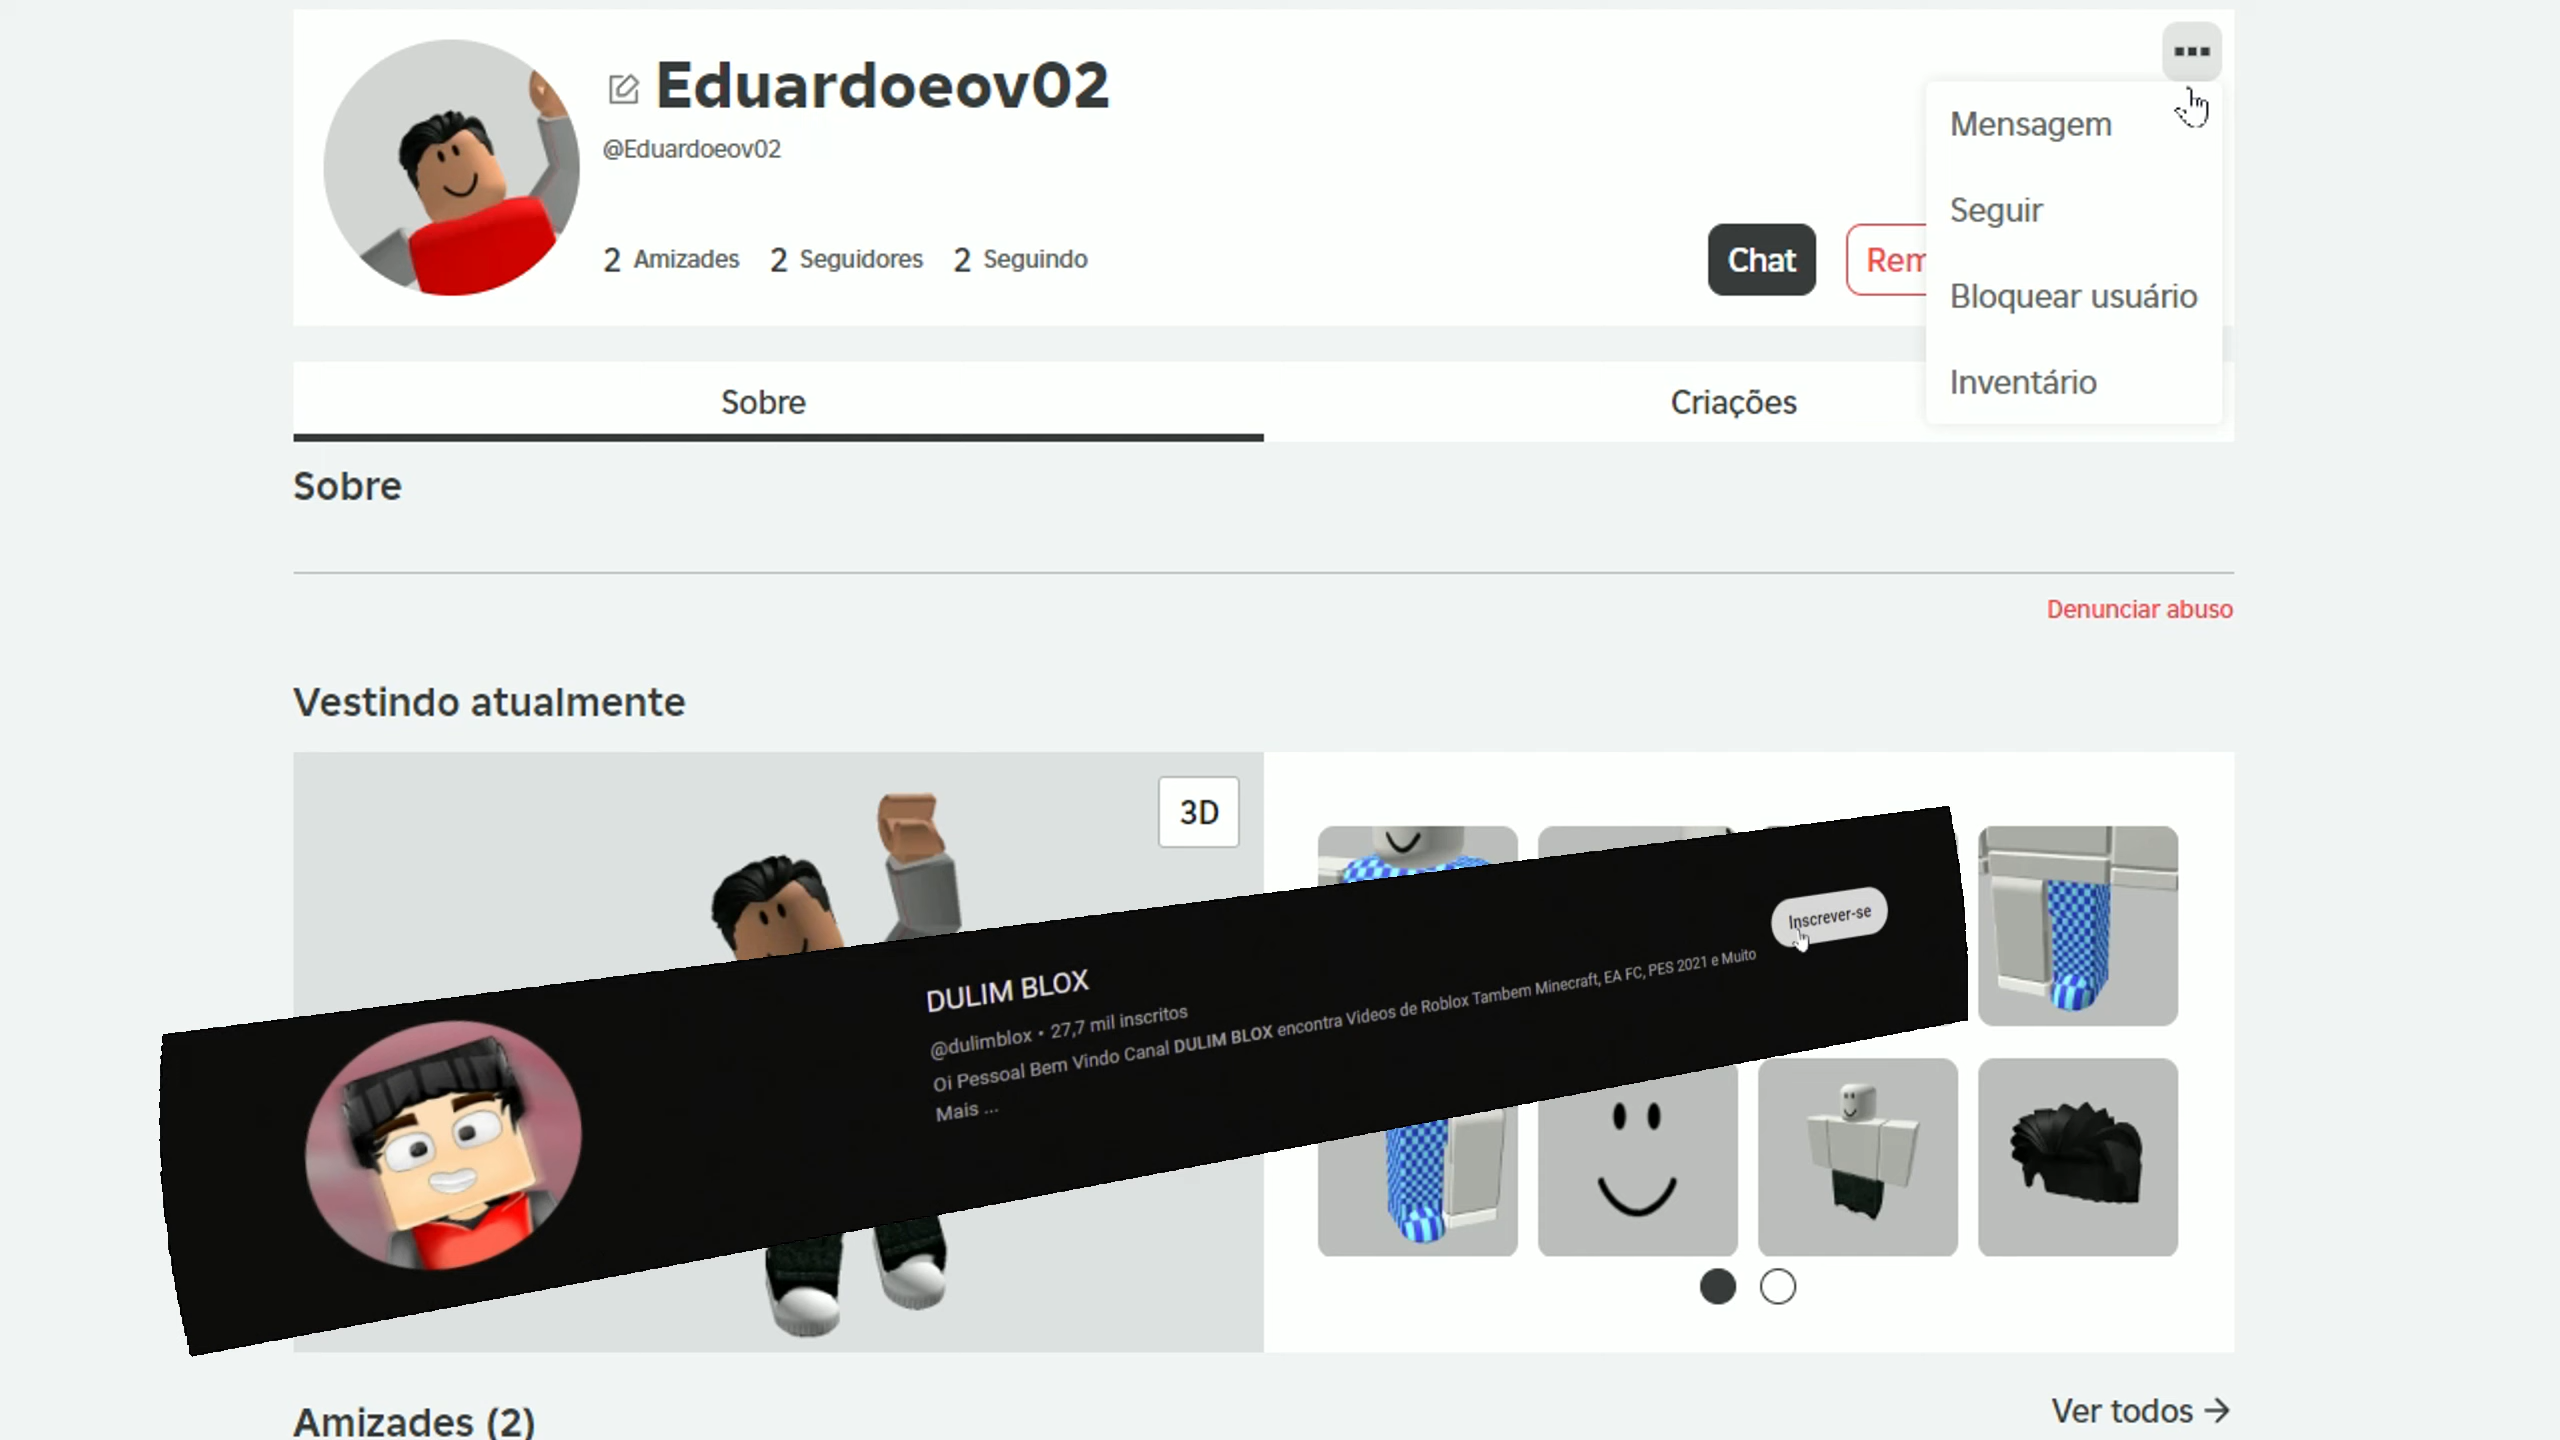 Eduardoeov02
@Eduardoeov02
2 Amizades 2 Seguidores 2 Seguindo
Chat
Rem
Mensagem
Seguir
Bloquear usuário
Inventário
Sobre
Criações
Sobre
Denunciar abuso
Vestindo atualmente
3D
DULIM BLOX
@dulimblox • 27,7 mil inscritos
Oi Pessoal Bem Vindo Canal DULIM BLOX encontra Videos de Roblox Tambem Minecraft, EA FC, PES 2021 e Muito
Mais ...
Inscrever-se
Amizades (2)
Ver todos →